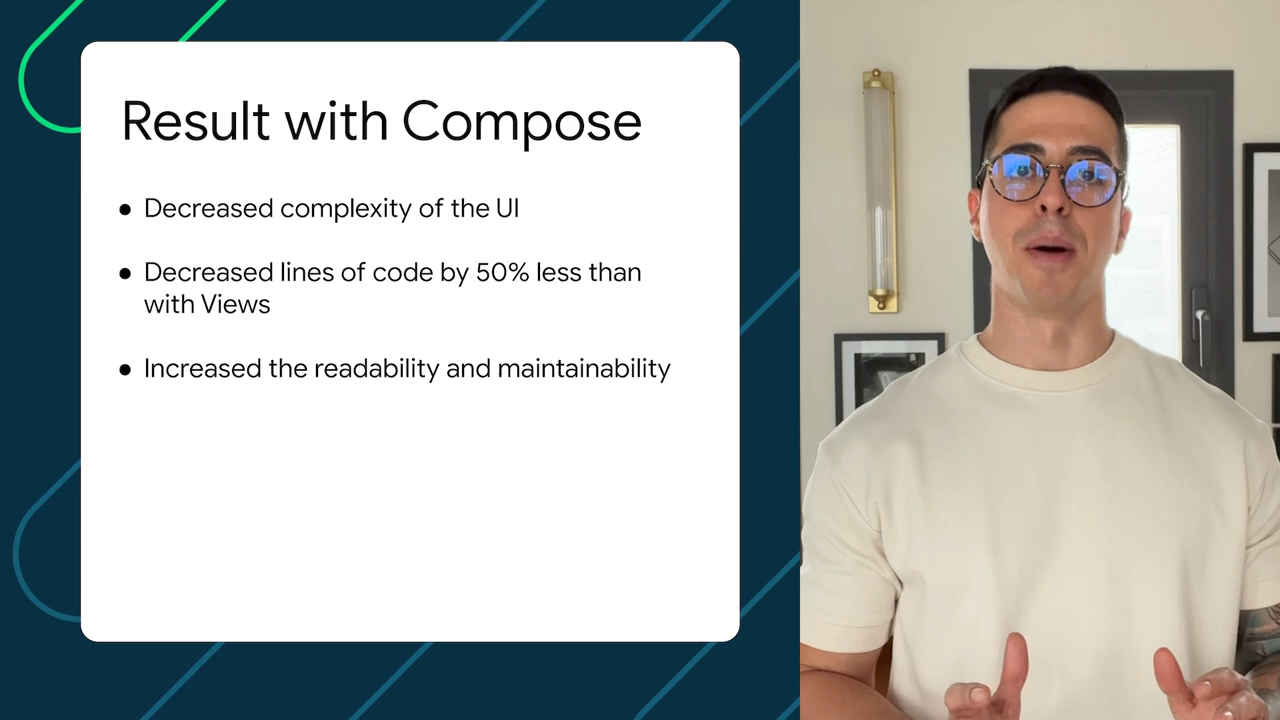 Result with Compose
● Decreased complexity of the UI
● Decreased lines of code by 50% less than
with Views
● Increased the readability and maintainability